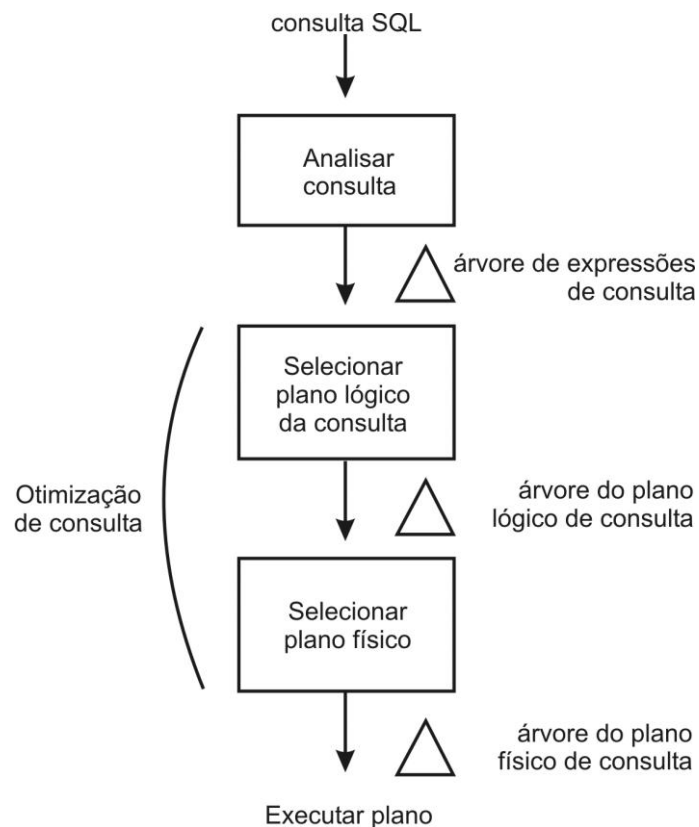 consulta SQL
Analisar
consulta
árvore de expressões
de consulta
Selecionar
plano lógico
da consulta
Otimização
de consulta
árvore do plano
lógico de consulta
Selecionar
plano físico
árvore do plano
físico de consulta
Executar plano